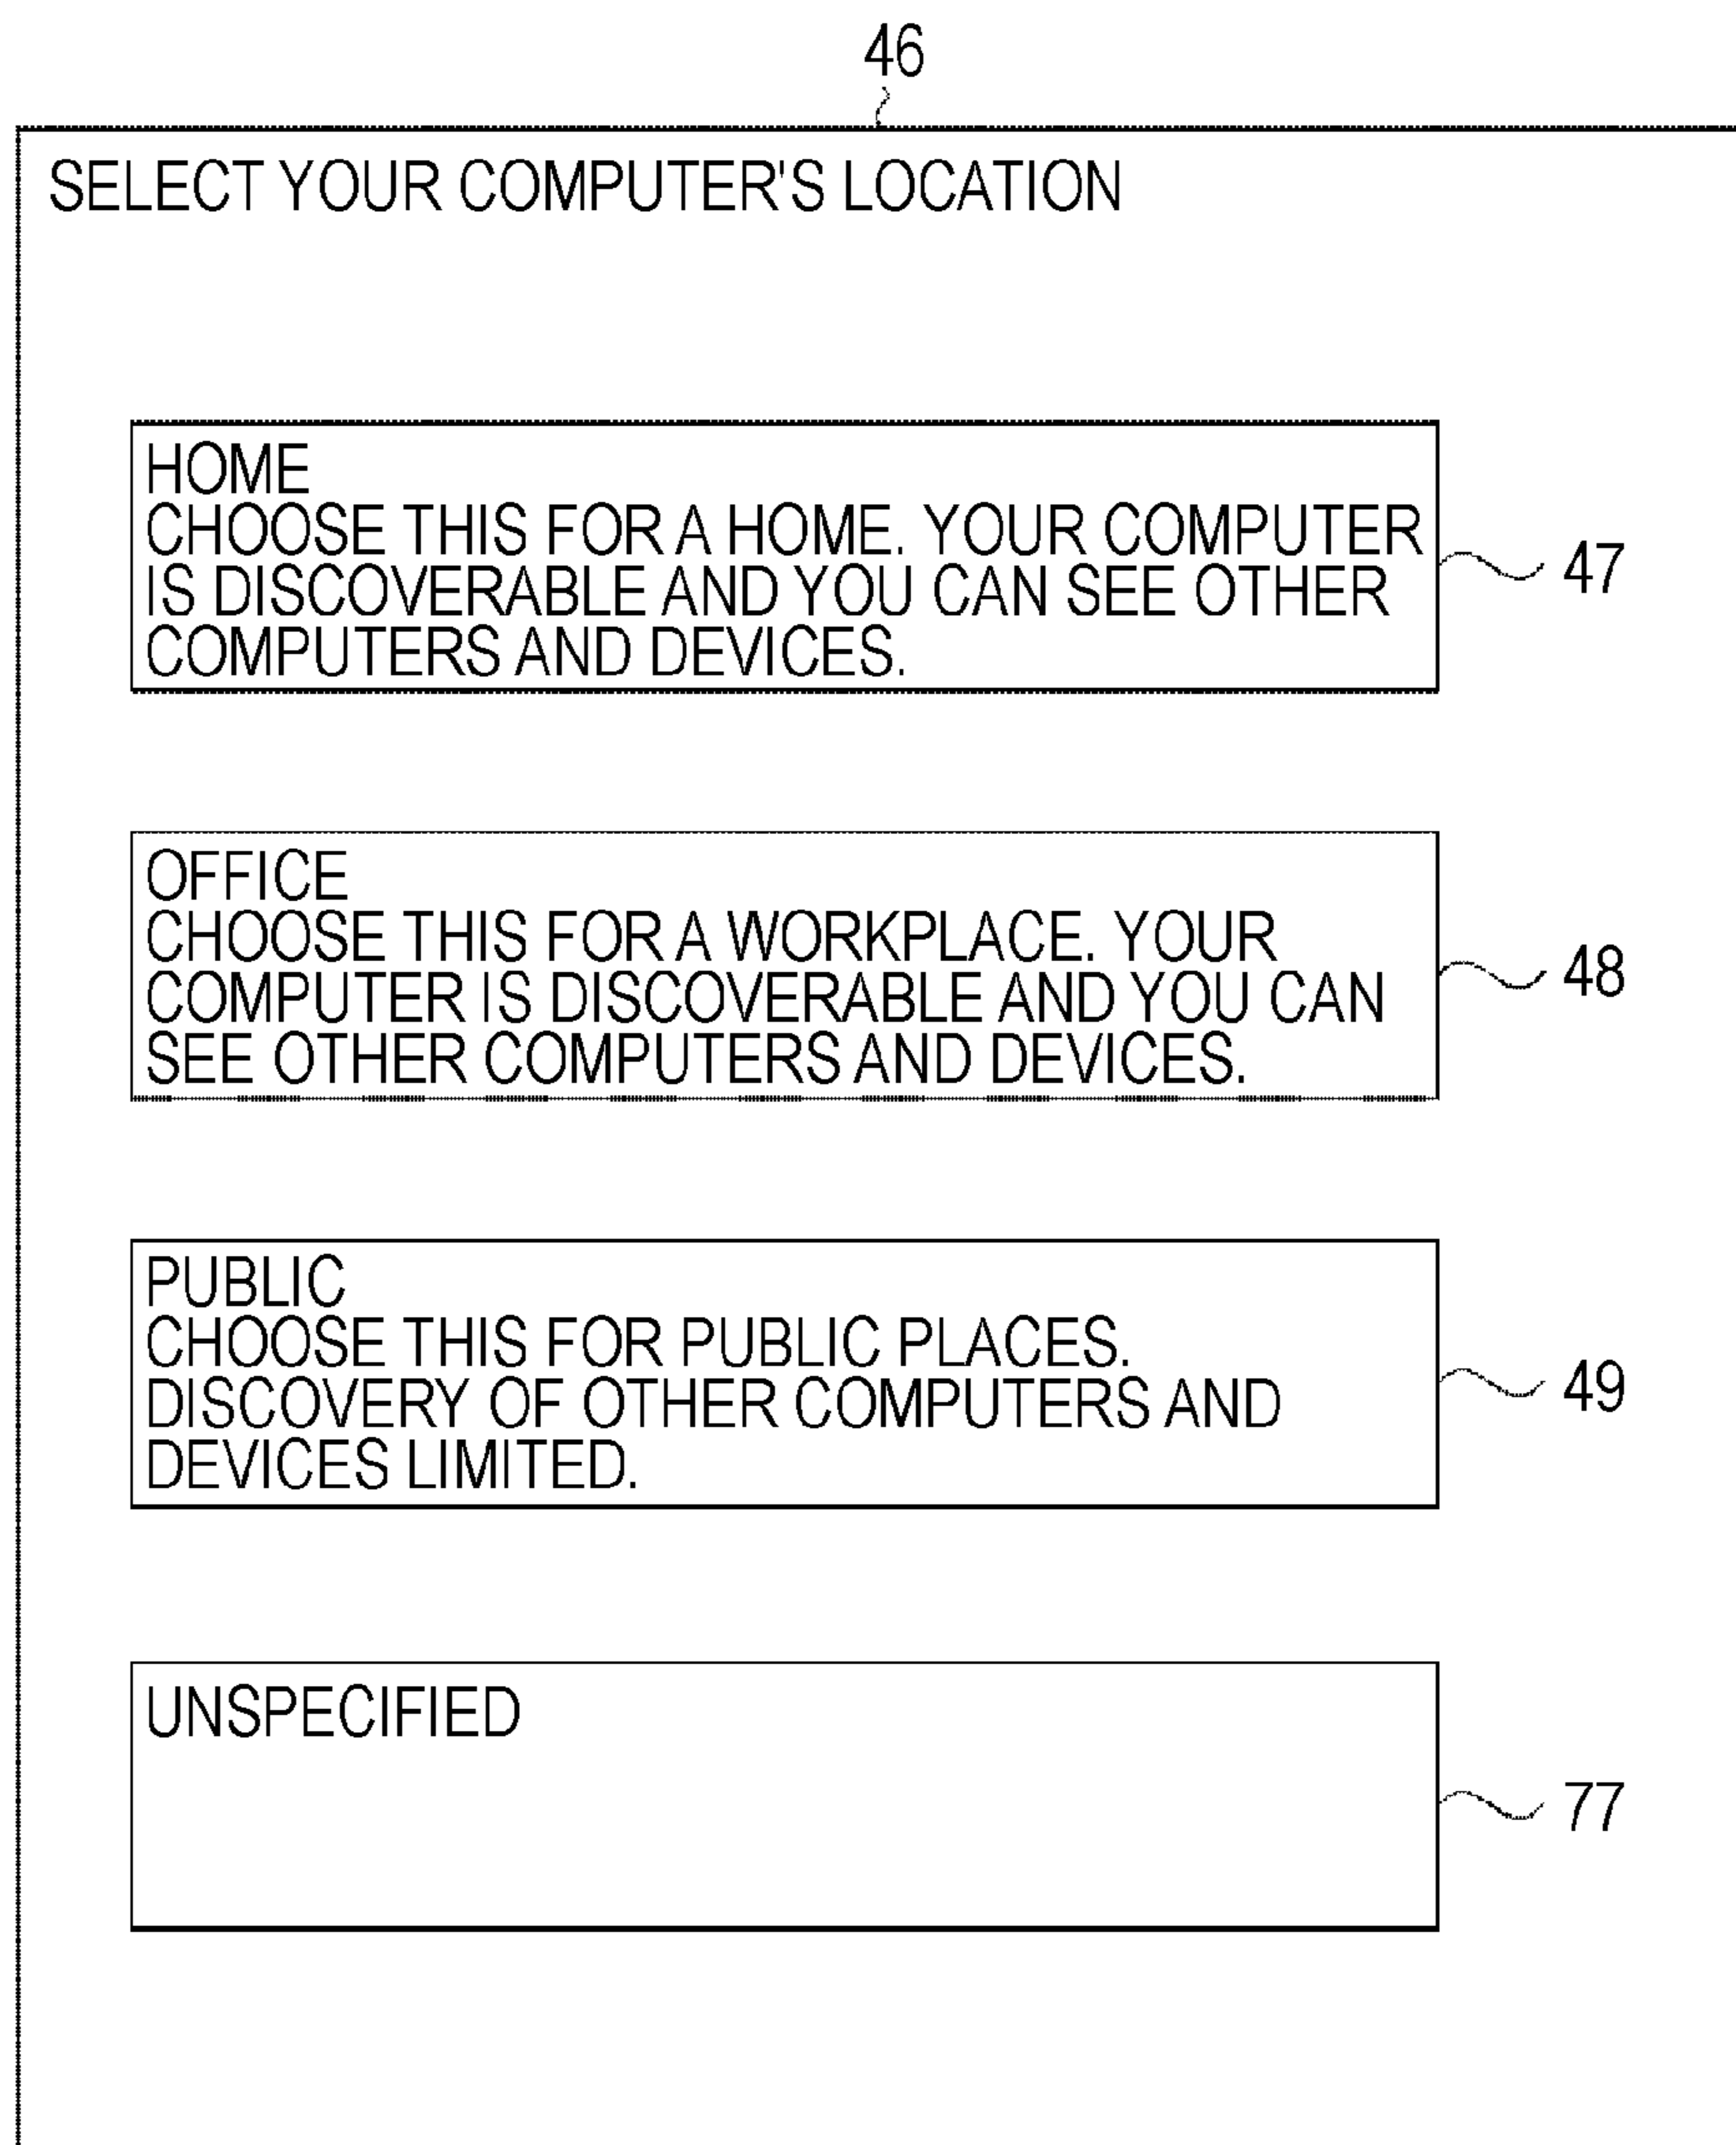 46
SELECT YOUR COMPUTER'S LOCATION
HOME
CHOOSE THIS FOR A HOME. YOUR COMPUTER
IS DISCOVERABLE AND YOU CAN SEE OTHER
COMPUTERS AND DEVICES.
47
OFFICE
CHOOSE THIS FOR A WORKPLACE. YOUR
COMPUTER IS DISCOVERABLE AND YOU CAN
SEE OTHER COMPUTERS AND DEVICES.
48
PUBLIC
CHOOSE THIS FOR PUBLIC PLACES.
DISCOVERY OF OTHER COMPUTERS AND
DEVICES LIMITED.
49
UNSPECIFIED
77